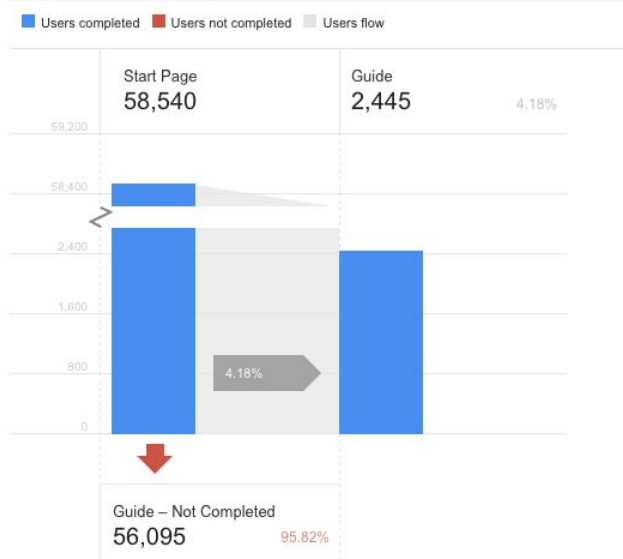 Users completed Users not completed Users flow
Start Page Guide
58,540 2,445 4.18%
59,200
58,400
2,400
1,600
800
4.18%
0
Guide – Not Completed
56,095 95.82%